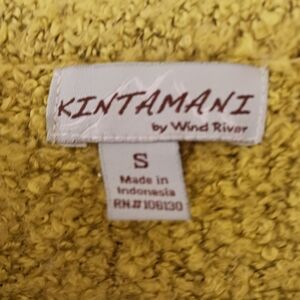 KINTAMANI
by Wind River
S
Made in
Indonesia
RN# 106130